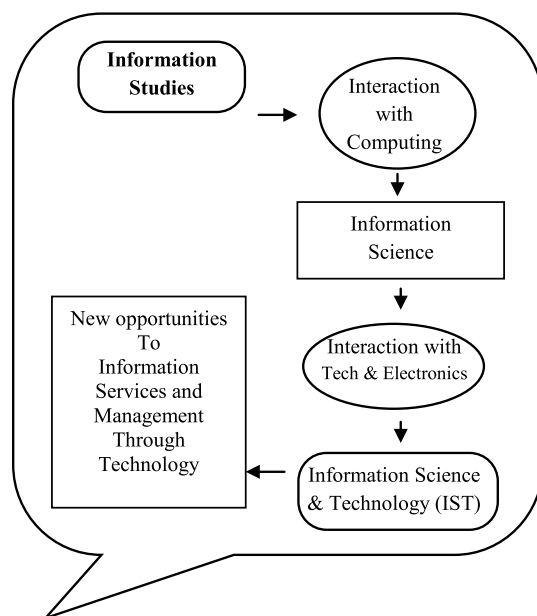 Information
Studies
Interaction
with
Computing
Information
Science
Interaction with
Tech & Electronics
Information Science
& Technology (IST)
New opportunities
To
Information
Services and
Management
Through
Technology